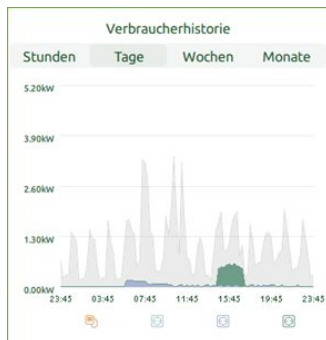 Verbraucherhistorie
Stunden Tage Wochen Monate
5.20kW
3.90kW
2.60kW
1.30kW
0.00kW
23:45 03:45 07:45 11:45 15:45 19:45 23:45